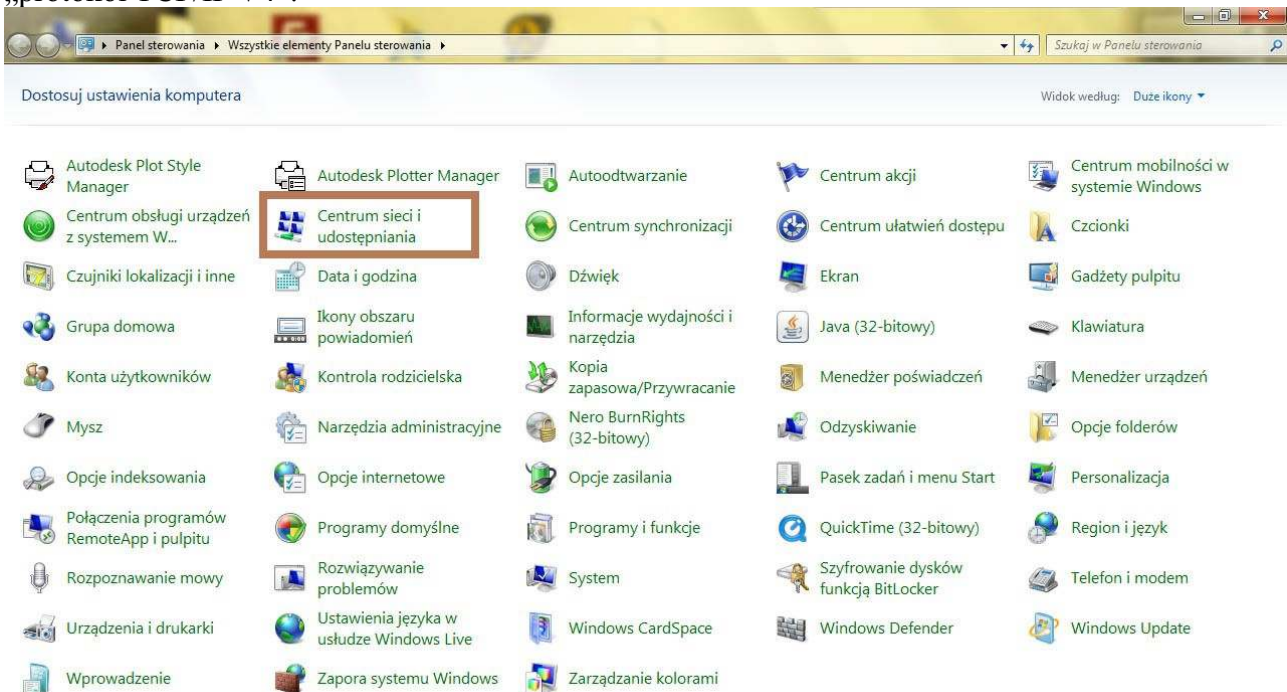 Panel sterowania ▸ Wszystkie elementy Panelu sterowania ▸
Szukaj w Panelu sterowania
Dostosuj ustawienia komputera
Widok według: Duże ikony
Autodesk Plot Style
Manager
Autodesk Plotter Manager
Autoodtwarzanie
Centrum akcji
Centrum mobilności w
systemie Windows
Centrum obsługi urządzeń
z systemem W...
Centrum sieci i
udostępniania
Centrum synchronizacji
Centrum ułatwień dostępu
Czcionki
Czujniki lokalizacji i inne
Data i godzina
Dźwięk
Ekran
Gadżety pulpitu
Grupa domowa
Ikony obszaru
powiadomień
Informacje wydajności i
narzędzia
Java (32-bitowy)
Klawiatura
Konta użytkowników
Kontrola rodzicielska
Kopia
zapasowa/Przywracanie
Menedżer poświadczeń
Menedżer urządzeń
Mysz
Narzędzia administracyjne
Nero BurnRights
(32-bitowy)
Odzyskiwanie
Opcje folderów
Opcje indeksowania
Opcje internetowe
Opcje zasilania
Pasek zadań i menu Start
Personalizacja
Połączenia programów
RemoteApp i pulpitu
Programy domyślne
Programy i funkcje
QuickTime (32-bitowy)
Region i język
Rozpoznawanie mowy
Rozwiązywanie
problemów
System
Szyfrowanie dysków
funkcją BitLocker
Telefon i modem
Urządzenia i drukarki
Ustawienia języka w
usłudze Windows Live
Windows CardSpace
Windows Defender
Windows Update
Wprowadzenie
Zapora systemu Windows
Zarządzanie kolorami